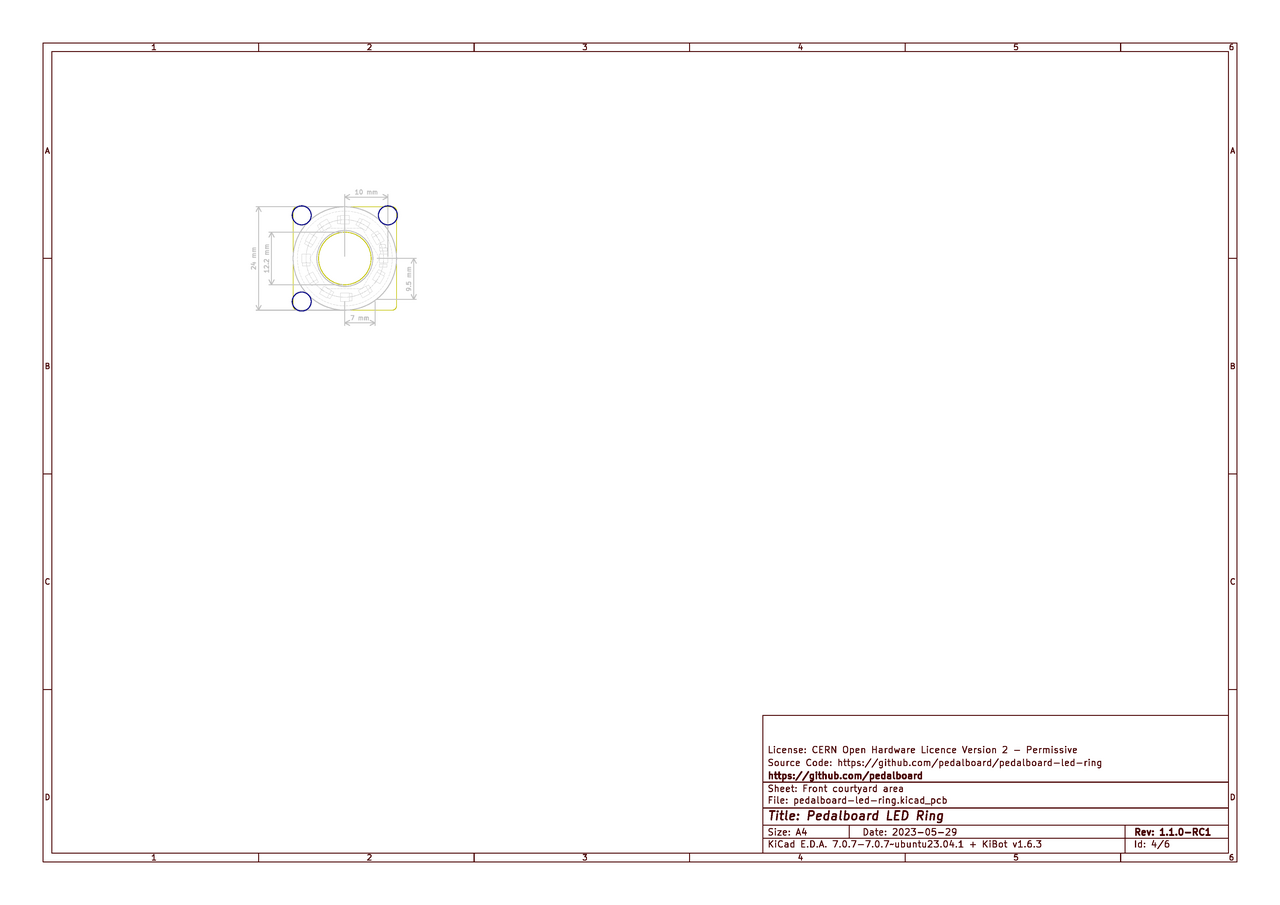 1 2 3 4 5 6
A A
10 mm
24 mm
12.2 mm
9.5 mm
7 mm
B B
C C
License: CERN Open Hardware Licence Version 2 - Permissive
Source Code: https://github.com/pedalboard/pedalboard-led-ring
https://github.com/pedalboard
Sheet: Front courtyard area
D D
File: pedalboard-led-ring.kicad_pcb
Title: Pedalboard LED Ring
Size: A4 Date: 2023-05-29 Rev: 1.1.0-RC1
KiCad E.D.A. 7.0.7-7.0.7~ubuntu23.04.1 + KiBot v1.6.3 Id: 4/6
1 2 3 4 5 6